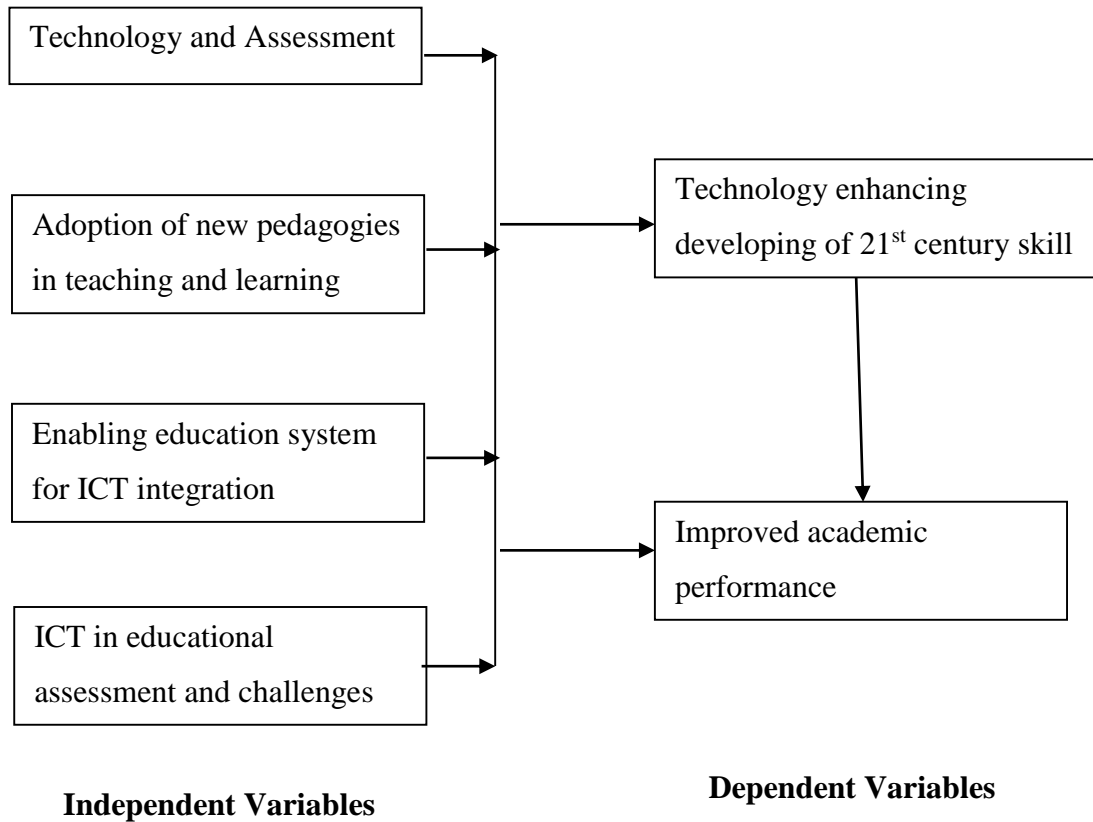 Technology and Assessment
Adoption of new pedagogies
in teaching and learning
Enabling education system
for ICT integration
ICT in educational
assessment and challenges
Independent Variables
Technology enhancing
developing of 21st century skill
Improved academic
performance
Dependent Variables